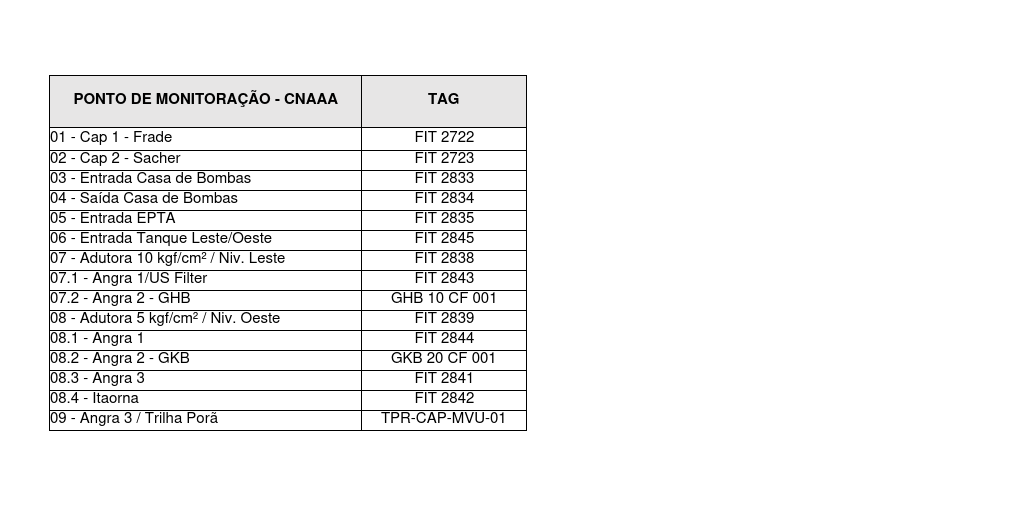 PONTO DE MONITORAÇÃO - CNAAA TAG
01 - Cap 1 - Frade FIT 2722
02 - Cap 2 - Sacher FIT 2723
03 - Entrada Casa de Bombas FIT 2833
04 - Saída Casa de Bombas FIT 2834
05 - Entrada EPTA FIT 2835
06 - Entrada Tanque Leste/Oeste FIT 2845
07 - Adutora 10 kgf/cm² / Niv. Leste FIT 2838
07.1 - Angra 1/US Filter FIT 2843
07.2 - Angra 2 - GHB GHB 10 CF 001
08 - Adutora 5 kgf/cm² / Niv. Oeste FIT 2839
08.1 - Angra 1 FIT 2844
08.2 - Angra 2 - GKB GKB 20 CF 001
08.3 - Angra 3 FIT 2841
08.4 - Itaorna FIT 2842
09 - Angra 3 / Trilha Porã TPR-CAP-MVU-01